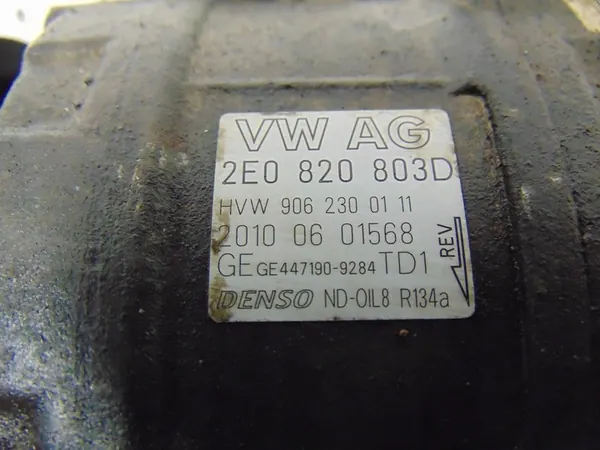 VW AG
2E0 820 803D
HVW 906 230 01 11
2010 06 01568
GE GE447190-9284 TD1
REV
DENSO ND-OIL8 R134a